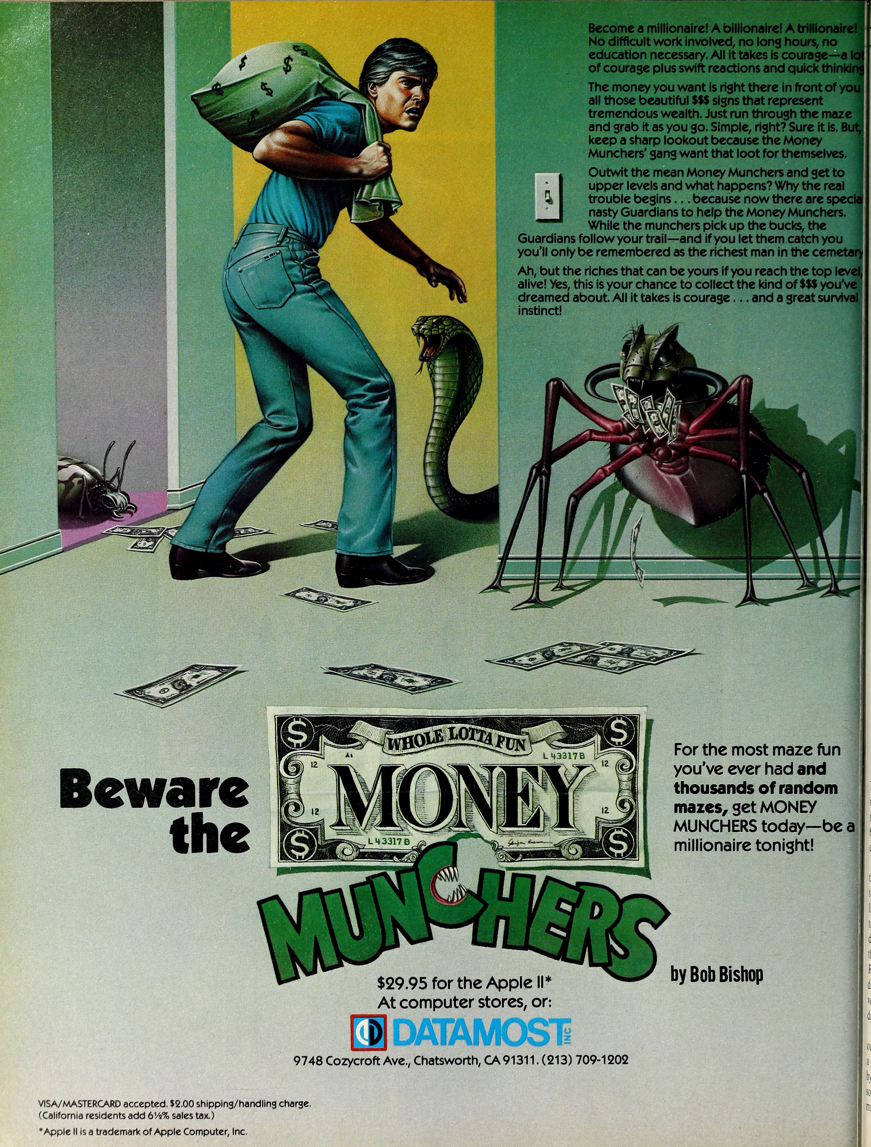 Become a millionaire! A billionaire! A trillionaire!
No difficult work involved, no long hours, no
education necessary. All it takes is courage—a lot
of courage plus swift reactions and quick thinking
The money you want is right there in front of you
all those beautiful $$$ signs that represent
tremendous wealth. Just run through the maze
and grab it as you go. Simple, right? Sure it is. But,
keep a sharp lookout because the Money
Munchers' gang want that loot for themselves.
Outwit the mean Money Munchers and get to
upper levels and what happens? Why the real
trouble begins . . . because now there are specia
nasty Guardians to help the Money Munchers.
While the munchers pick up the bucks, the
Guardians follow your trail—and if you let them catch you
you'll only be remembered as the richest man in the cemetary
Ah, but the riches that can be yours if you reach the top level,
alive! Yes, this is your chance to collect the kind of $$$ you've
dreamed about. All it takes is courage . . . and a great survival
instinct!
$ $ $ $ $
Beware
the
$ WHOLE LOTTA FUN $
12 A1 L 43317 B 12
MONEY
12 12
$ L 43317 B $
MUNCHERS
For the most maze fun
you've ever had and
thousands of random
mazes, get MONEY
MUNCHERS today—be a
millionaire tonight!
by Bob Bishop
$29.95 for the Apple II*
At computer stores, or:
DATAMOST INC
9748 Cozycroft Ave., Chatsworth, CA 91311. (213) 709-1202
VISA/MASTERCARD accepted. $2.00 shipping/handling charge.
(California residents add 6½% sales tax.)
*Apple II is a trademark of Apple Computer, Inc.